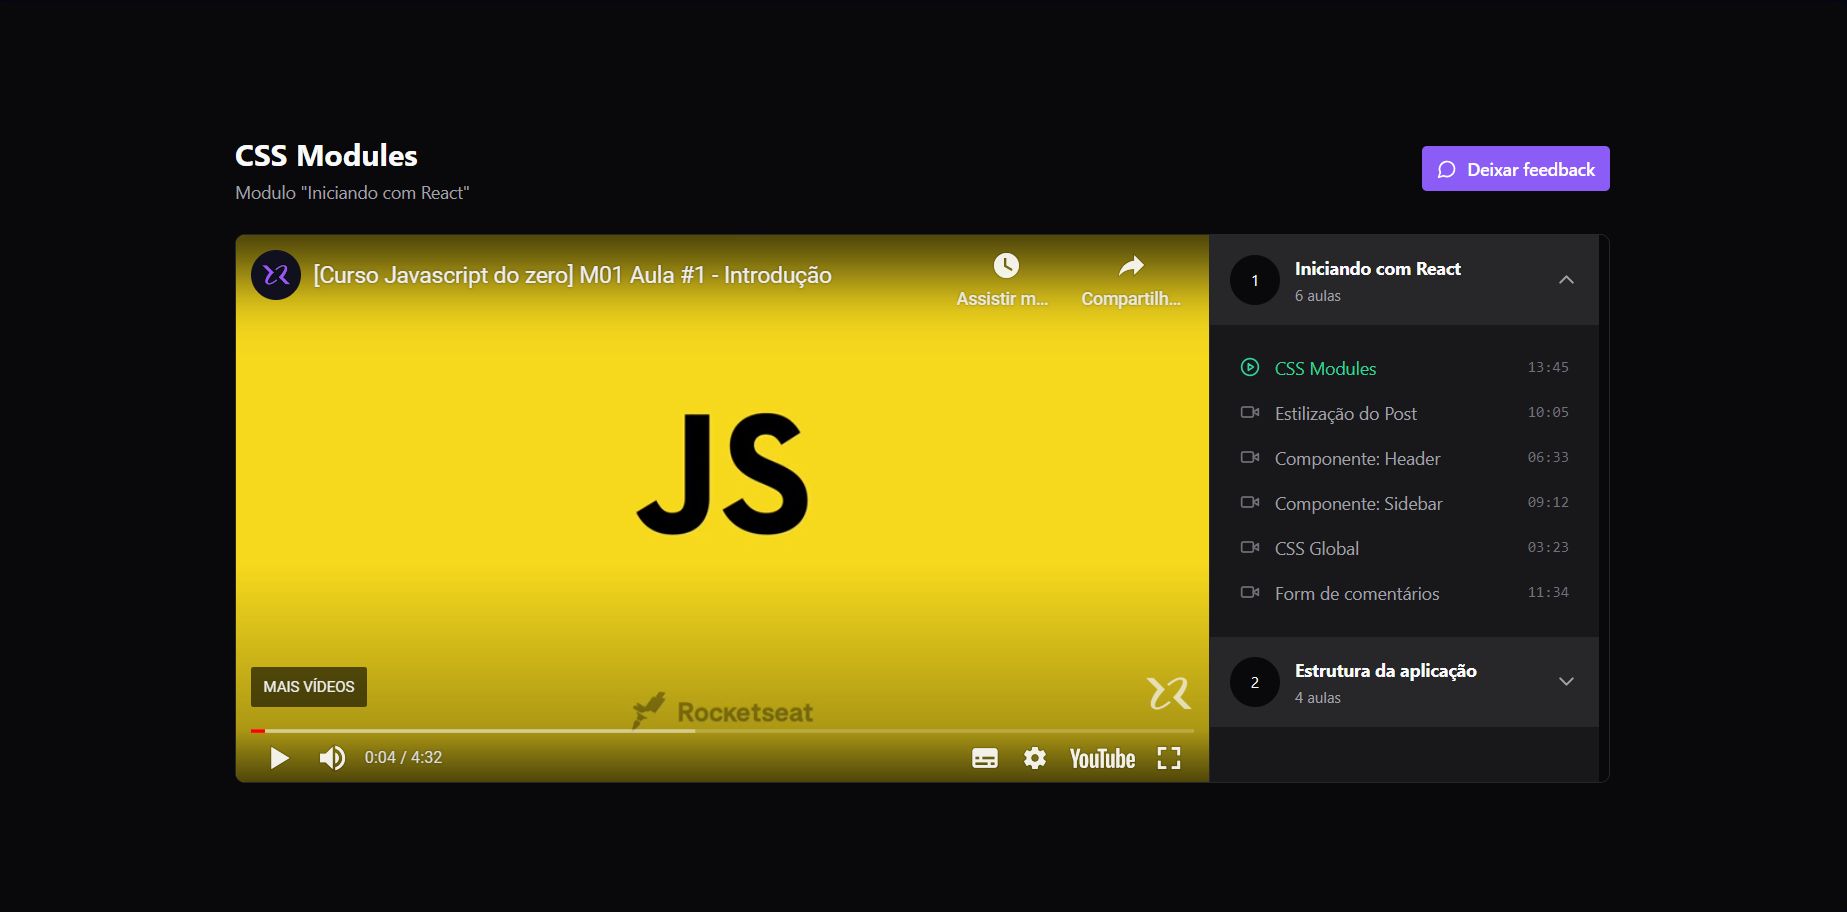 CSS Modules
Modulo "Iniciando com React"
Deixar feedback
[Curso Javascript do zero] M01 Aula #1 - Introdução
Assistir m...
Compartilh...
JS
MAIS VÍDEOS
Rocketseat
0:04 / 4:32
YouTube
1
Iniciando com React
6 aulas
CSS Modules 13:45
Estilização do Post 10:05
Componente: Header 06:33
Componente: Sidebar 09:12
CSS Global 03:23
Form de comentários 11:34
2
Estrutura da aplicação
4 aulas